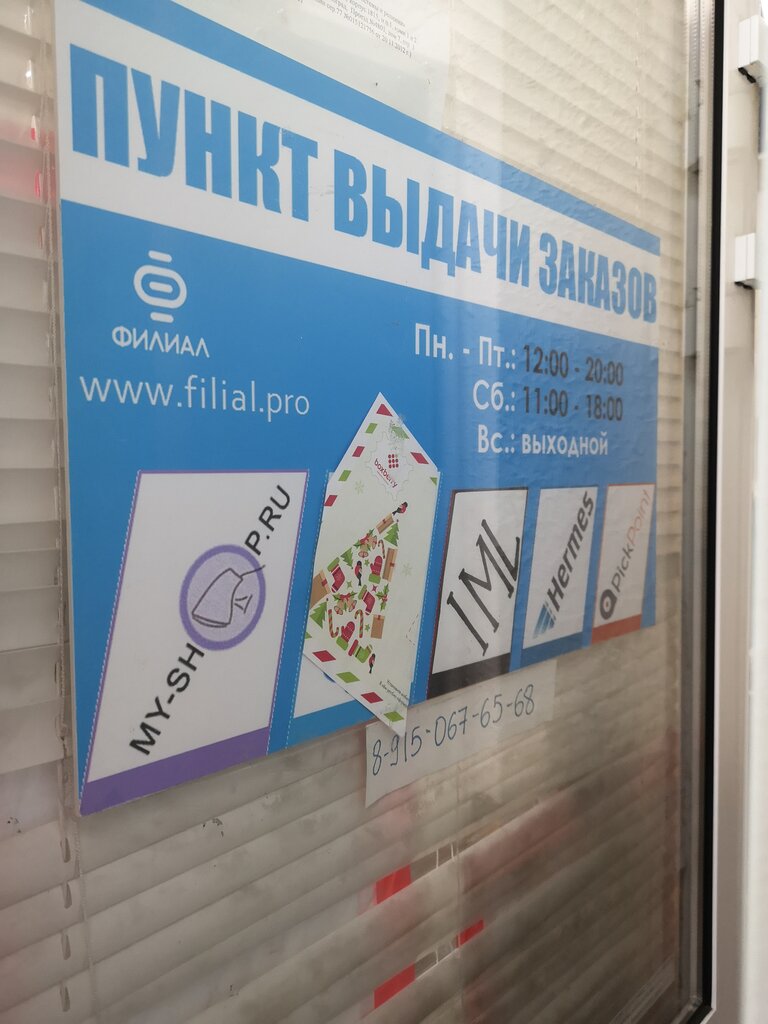 ПУНКТ ВЫДАЧИ ЗАКАЗОВ
ФИЛИАЛ
www.filial.pro
Пн. - Пт.: 12:00 - 20:00
Сб.: 11:00 - 18:00
Вс.: выходной
MY-SHOP.RU
boxberry
IML
Hermes
PickPoint
8-915-067-65-68